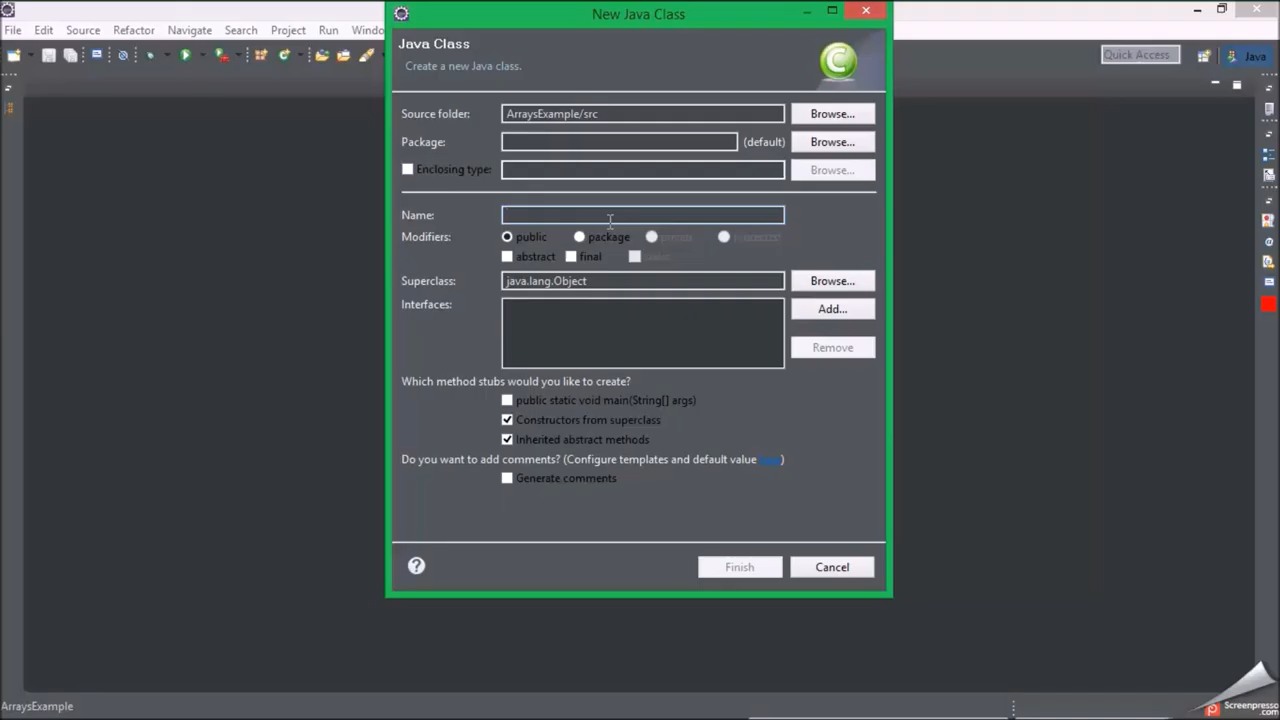 New Java Class
File Edit Source Refactor Navigate Search Project Run
Java Class
Create a new Java class.
Quick Access
Java
Source folder: ArraysExample/src Browse...
Package: (default) Browse...
Enclosing type: Browse...
Name:
Modifiers: public package
abstract final
Superclass: java.lang.Object Browse...
Interfaces: Add...
Remove
Which method stubs would you like to create?
public static void main(String[] args)
Constructors from superclass
Inherited abstract methods
Do you want to add comments? (Configure templates and default value )
Generate comments
Finish Cancel
ArraysExample
Screenpresso
.com